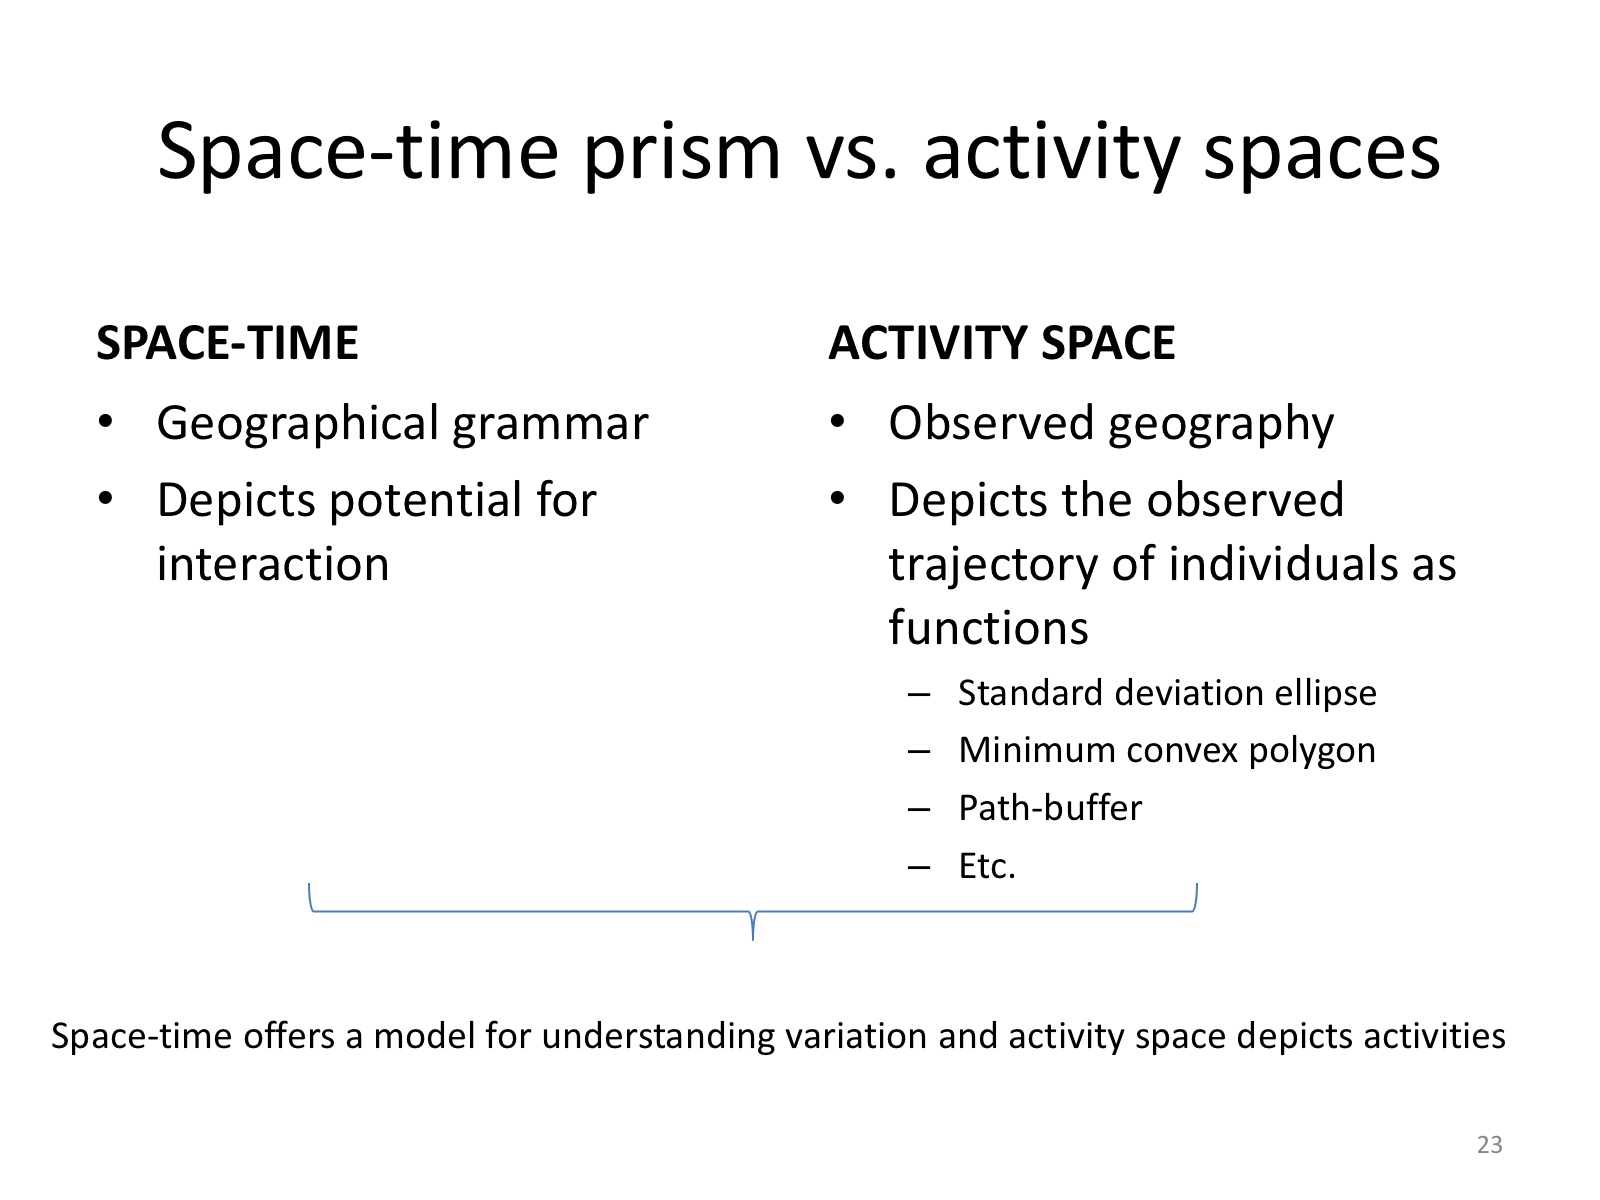 Space-time prism vs. activity spaces
SPACE-TIME
• Geographical grammar
• Depicts potential for
interaction
ACTIVITY SPACE
• Observed geography
• Depicts the observed
trajectory of individuals as
functions
– Standard deviation ellipse
– Minimum convex polygon
– Path-buffer
– Etc.
Space-time offers a model for understanding variation and activity space depicts activities
23